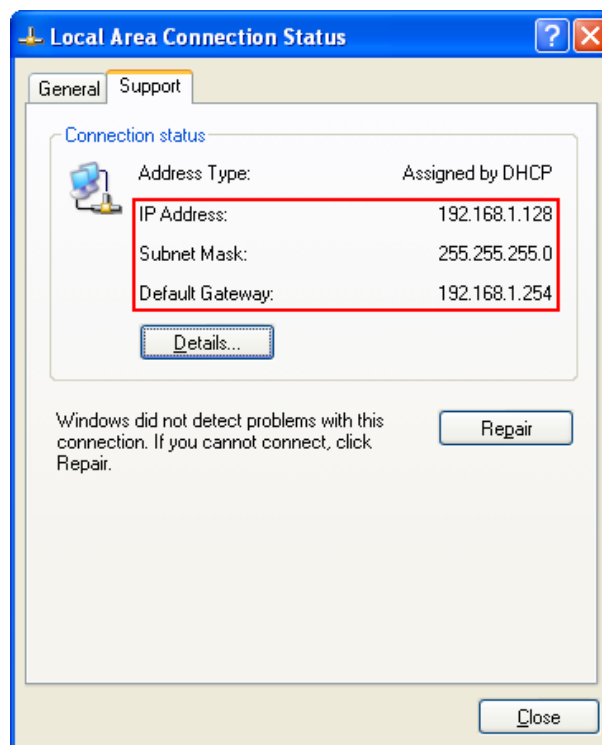 Local Area Connection Status
General Support
Connection status
Address Type: Assigned by DHCP
IP Address: 192.168.1.128
Subnet Mask: 255.255.255.0
Default Gateway: 192.168.1.254
Details...
Windows did not detect problems with this
connection. If you cannot connect, click
Repair.
Repair
Close